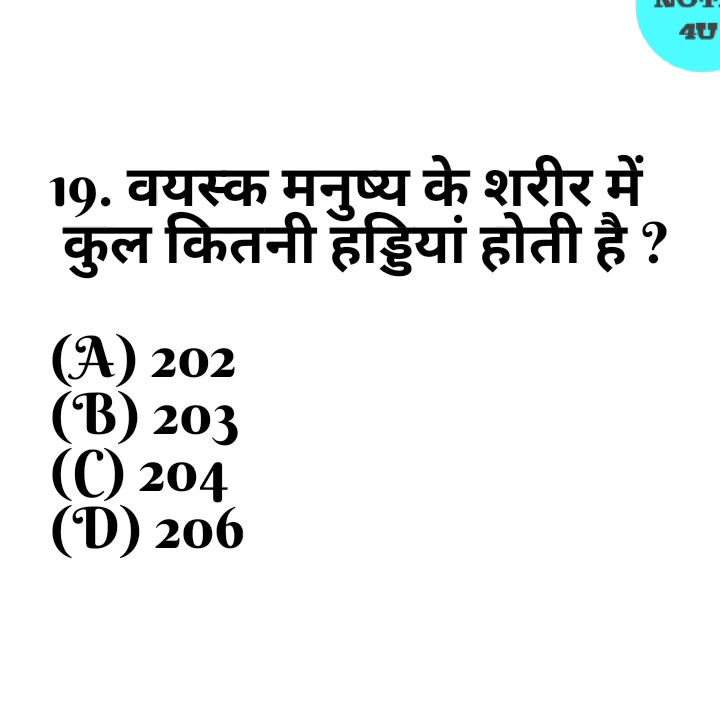 4U
19. वयस्क मनुष्य के शरीर में
कुल कितनी हड्डियां होती है ?
(A) 202
(B) 203
(C) 204
(D) 206